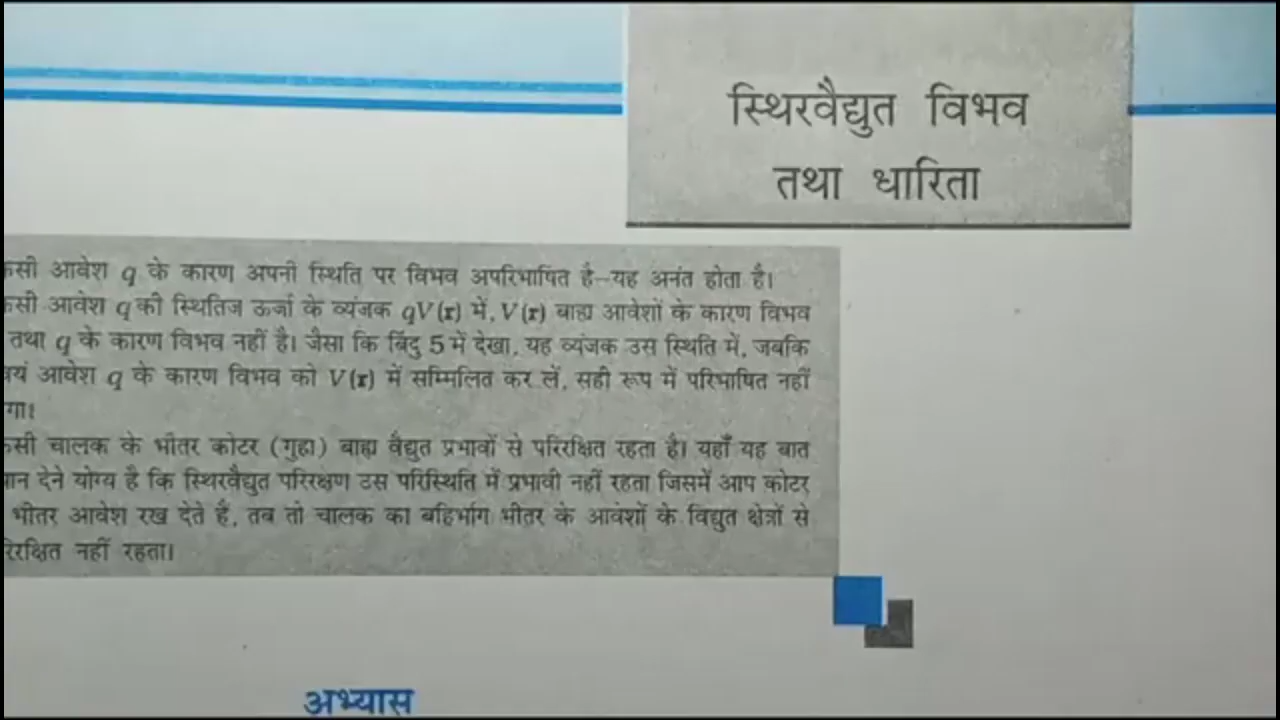 स्थिरवैद्युत विभव
तथा धारिता
कसी आवेश q के कारण अपनी स्थिति पर विभव अपरिभाषित है–यह अनंत होता है।
कसी आवेश q की स्थितिज ऊर्जा के व्यंजक qV(r) में, V(r) बाह्य आवेशों के कारण विभव
तथा q के कारण विभव नहीं है। जैसा कि बिंदु 5 में देखा, यह व्यंजक उस स्थिति में, जबकि
वयं आवेश q के कारण विभव को V(r) में सम्मिलित कर लें, सही रूप में परिभाषित नहीं
गा।
कसी चालक के भीतर कोटर (गुहा) बाह्य वैद्युत प्रभावों से परिरक्षित रहता है। यहाँ यह बात
ान देने योग्य है कि स्थिरवैद्युत परिरक्षण उस परिस्थिति में प्रभावी नहीं रहता जिसमें आप कोटर
भीतर आवेश रख देते हैं, तब तो चालक का बहिर्भाग भीतर के आवेशों के विद्युत क्षेत्रों से
रिरक्षित नहीं रहता।
अभ्यास